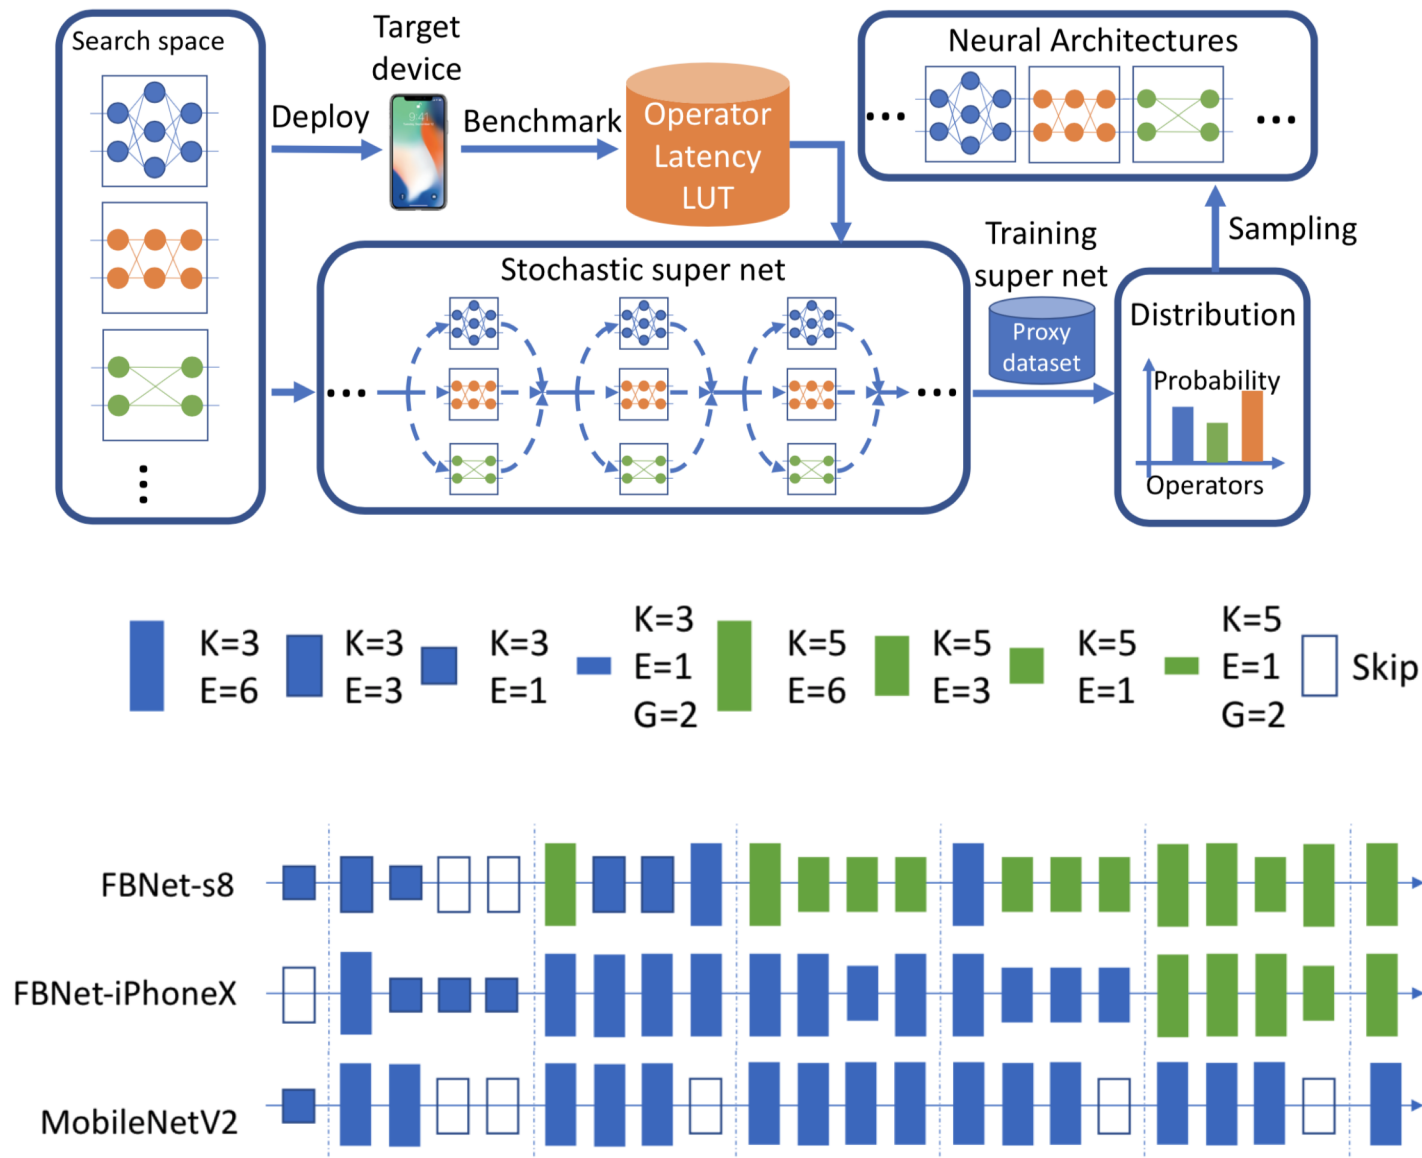 Search space
Deploy
Target
device
9:41
Benchmark
Operator
Latency
LUT
Neural Architectures
...
...
Sampling
Training
super net
Proxy
dataset
Stochastic super net
...
...
...
Distribution
Probability
Operators
K=3
E=6
K=3
E=3
K=3
E=1
K=3
E=1
G=2
K=5
E=6
K=5
E=3
K=5
E=1
K=5
E=1
G=2
Skip
FBNet-s8
FBNet-iPhoneX
MobileNetV2